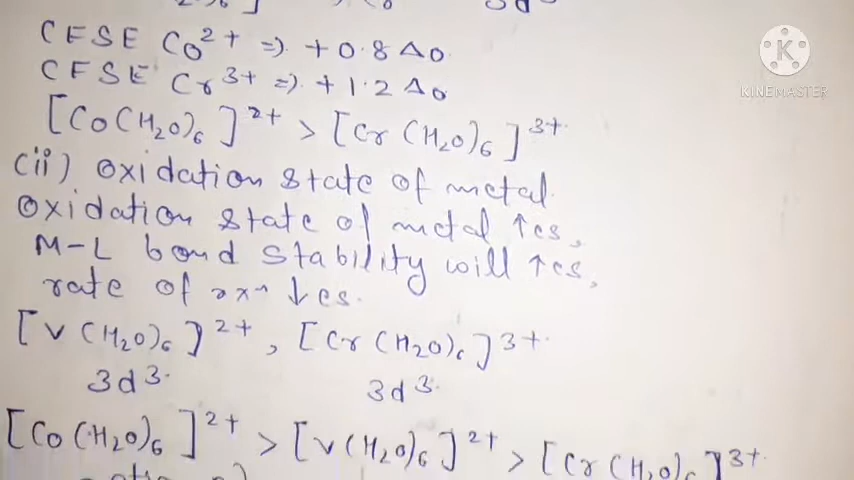 3d
K
KINEMASTER
CFSE Co²⁺ ⇒ +0.8 Δo
CFSE Cr³⁺ ⇒ +1.2 Δo
[Co(H₂O)₆]²⁺ > [Cr(H₂O)₆]³⁺
(ii) oxidation state of metal
oxidation state of metal ↑es,
M-L bond stability will ↑es,
rate of rxⁿ ↓es.
[V(H₂O)₆]²⁺, [Cr(H₂O)₆]³⁺
3d³ 3d³
[Co(H₂O)₆]²⁺ > [V(H₂O)₆]²⁺ > [Cr(H₂O)₆]³⁺